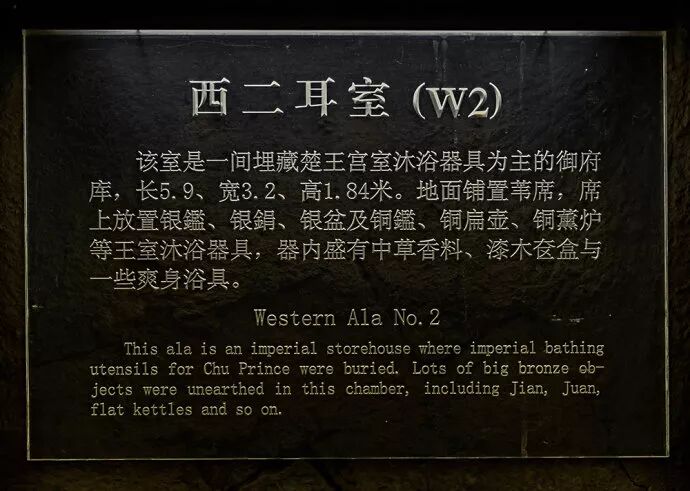 西二耳室 (W2)
该室是一间埋藏楚王宫室沐浴器具为主的御府
库，长5.9、宽3.2、高1.84米。地面铺置苇席，席
上放置银鑑、银鋗、银盆及铜鑑、铜扁壶、铜薰炉
等王室沐浴器具，器内盛有中草香料、漆木奁盒与
一些爽身浴具。
Western Ala No.2
This ala is an imperial storehouse where imperial bathing
utensils for Chu Prince were buried. Lots of big bronze ob-
jects were unearthed in this chamber, including Jian, Juan,
flat kettles and so on.